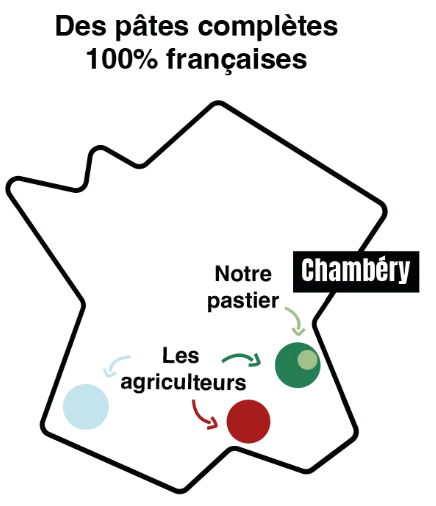 Des pâtes complètes
100% françaises
Notre
pastier
Chambéry
Les
agriculteurs